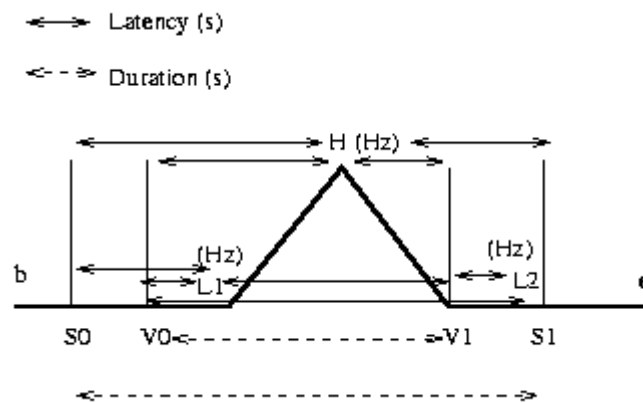 Latency (s)
Duration (s)
H (Hz)
(Hz) (Hz)
b L1 L2
S0 V0 V1 S1